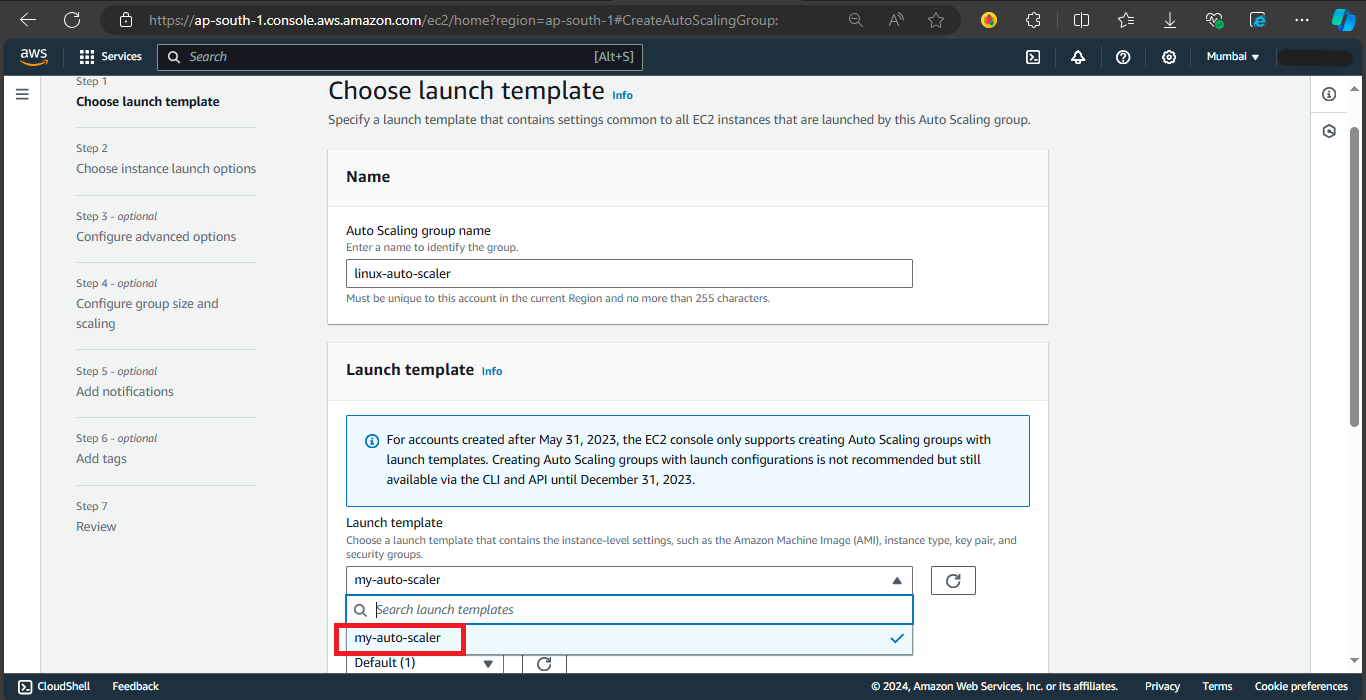 https://ap-south-1.console.aws.amazon.com/ec2/home?region=ap-south-1#CreateAutoScalingGroup:
aws
Services
Search
[Alt+S]
Mumbai
Step 1
Choose launch template
Step 2
Choose instance launch options
Step 3 - optional
Configure advanced options
Step 4 - optional
Configure group size and
scaling
Step 5 - optional
Add notifications
Step 6 - optional
Add tags
Step 7
Review
Choose launch template Info
Specify a launch template that contains settings common to all EC2 instances that are launched by this Auto Scaling group.
Name
Auto Scaling group name
Enter a name to identify the group.
linux-auto-scaler
Must be unique to this account in the current Region and no more than 255 characters.
Launch template Info
For accounts created after May 31, 2023, the EC2 console only supports creating Auto Scaling groups with
launch templates. Creating Auto Scaling groups with launch configurations is not recommended but still
available via the CLI and API until December 31, 2023.
Launch template
Choose a launch template that contains the instance-level settings, such as the Amazon Machine Image (AMI), instance type, key pair, and
security groups.
my-auto-scaler
Search launch templates
my-auto-scaler
Default (1)
CloudShell
Feedback
© 2024, Amazon Web Services, Inc. or its affiliates.
Privacy
Terms
Cookie preferences